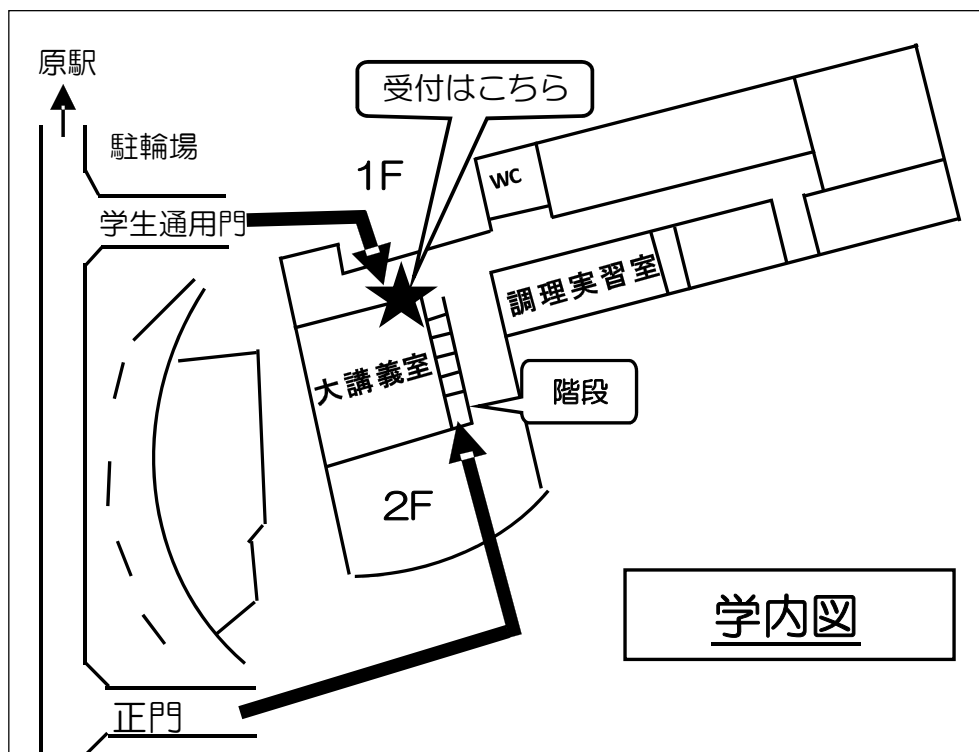 原駅
受付はこちら
駐輪場
1F
WC
学生通用門
調理実習室
大講義室
階段
2F
学内図
正門